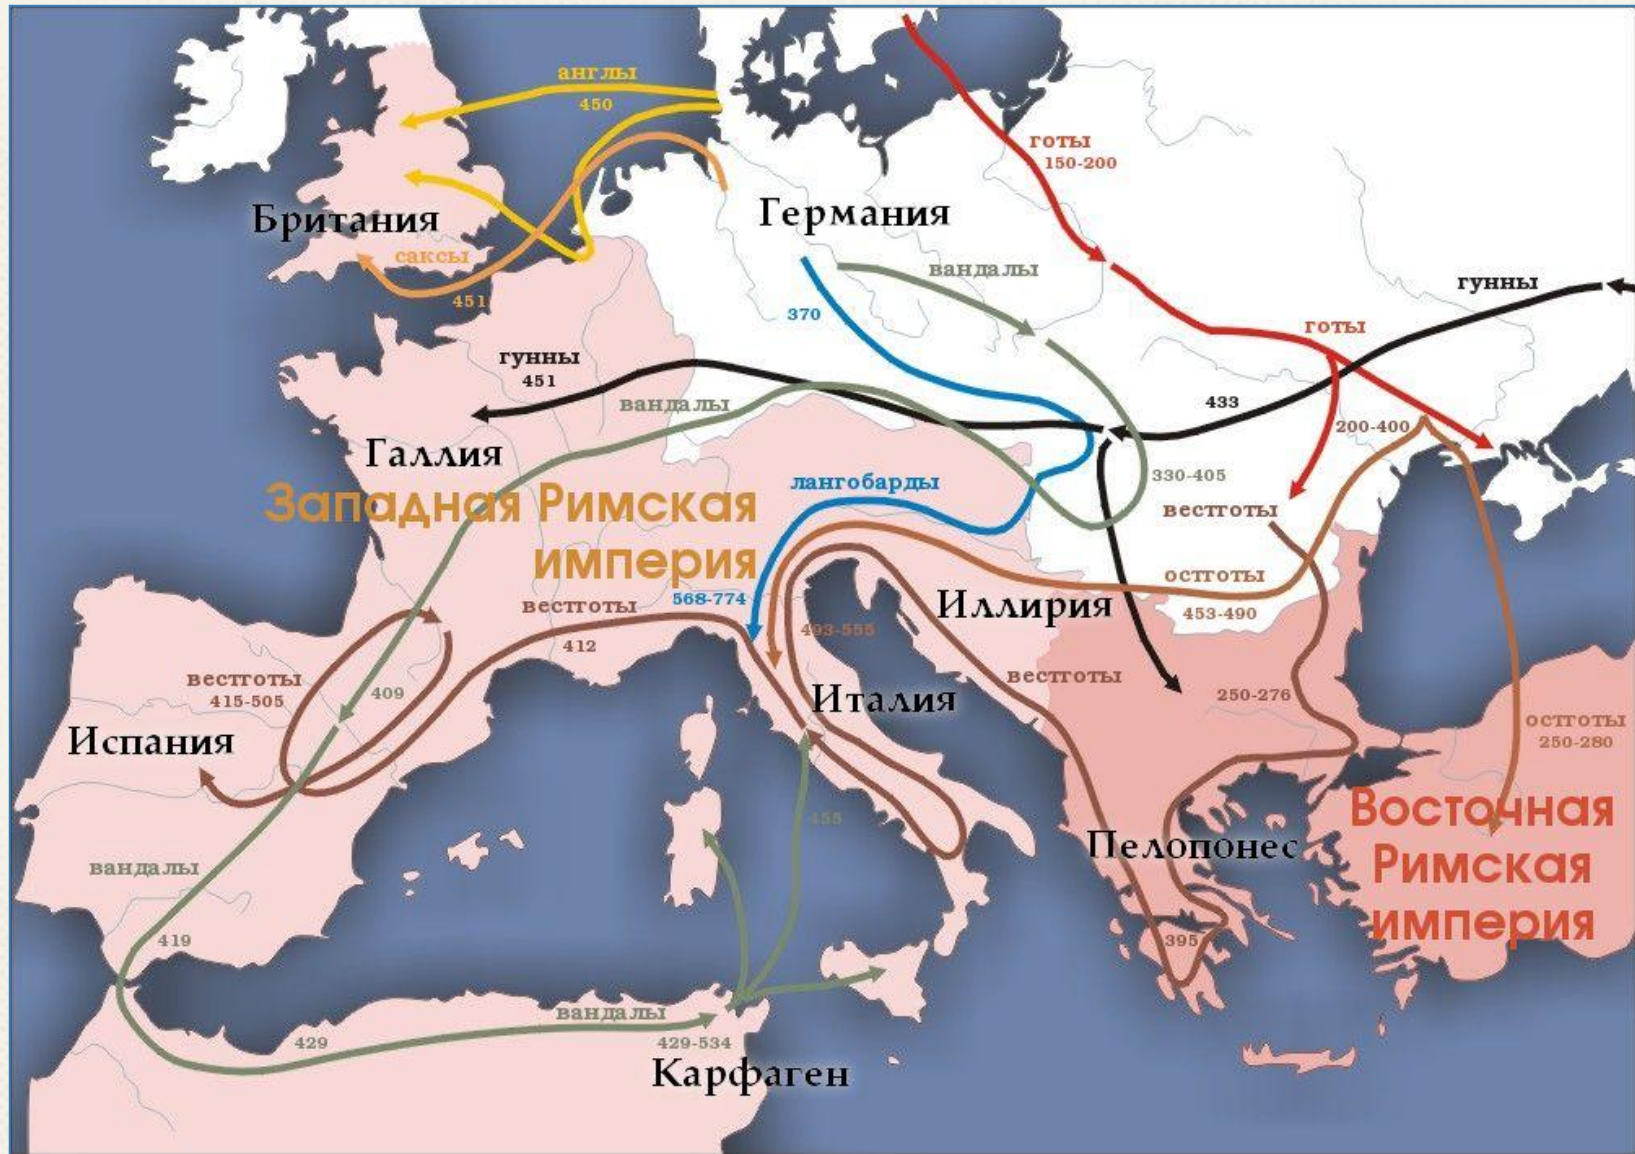 англы
450
готы
150-200
Британия
Германия
саксы
451
вандалы
гунны
370
готы
гунны
451
вандалы
433
200-400
Галлия
330-405
Западная Римская
империя
лангобарды
вестготы
568-774
остготы
453-490
Иллирия
вестготы
412
493-555
вестготы
415-505
409
вестготы
250-276
Италия
остготы
250-280
Испания
455
Восточная
Римская
империя
Пелопонес
вандалы
419
395
вандалы
429
429-534
Карфаген